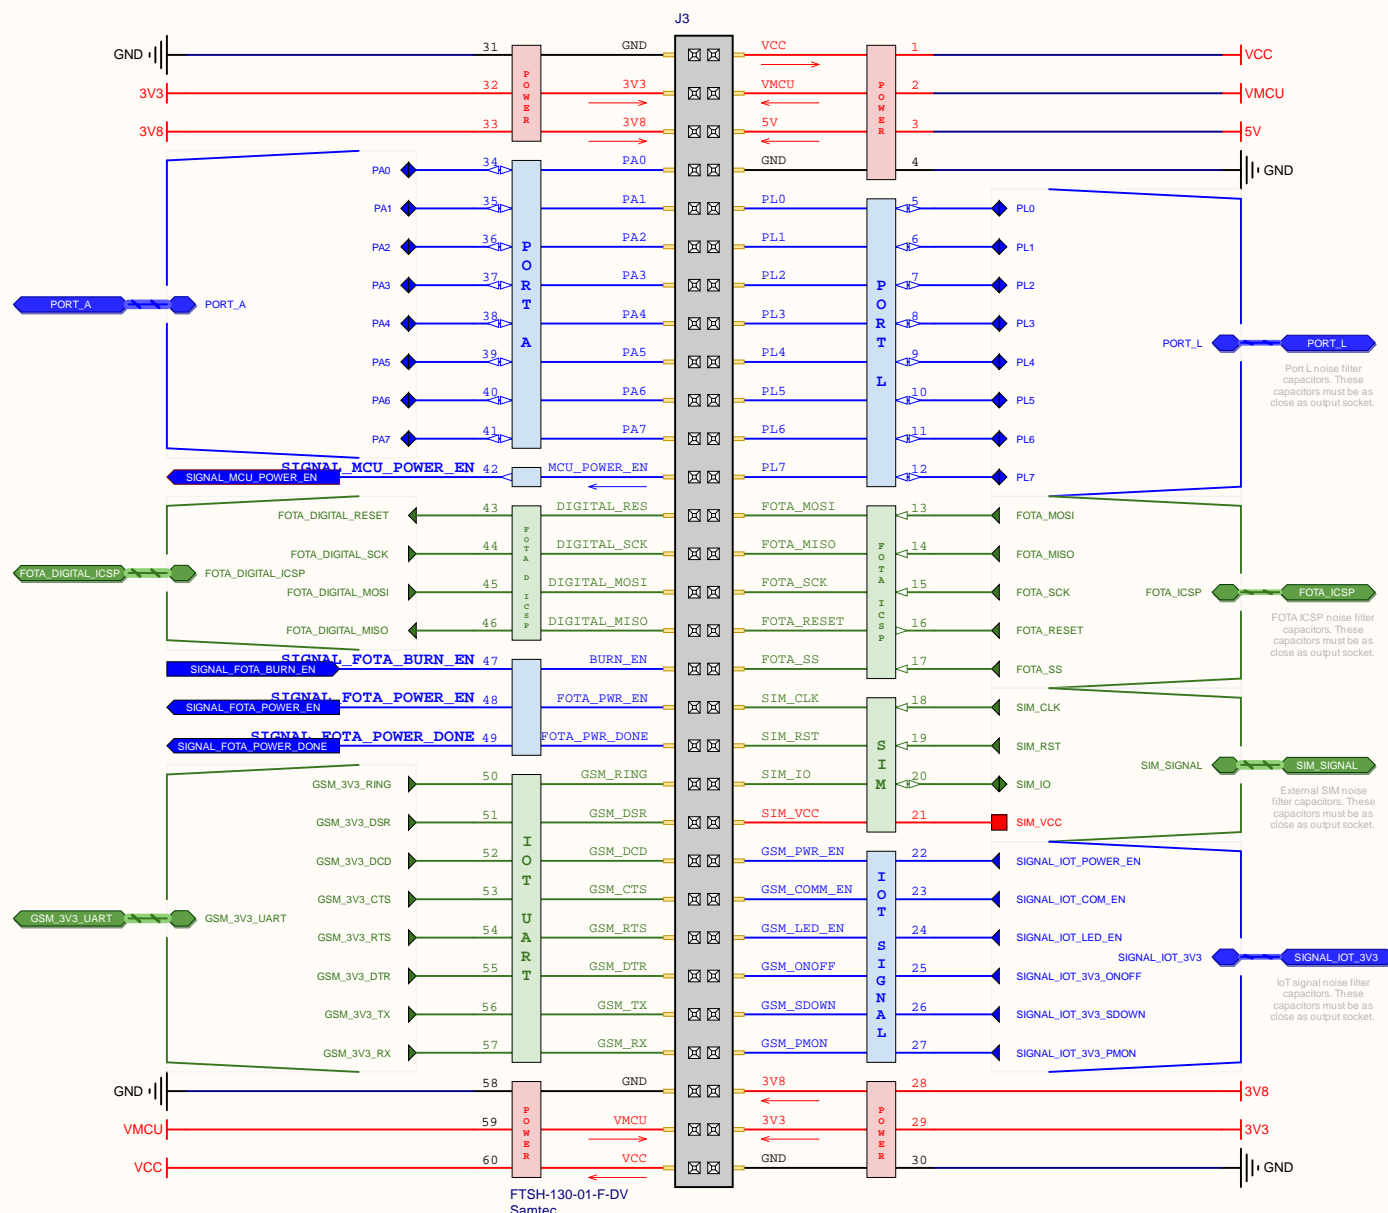 J3
GND 31 GND VCC 1 VCC
3V3 32 3V3 VMCU 2 VMCU
3V8 33 3V8 5V 3 5V
POWER
POWER
PA0 34 PA0 GND 4 GND
PA1 35 PA1 PL0 5 PL0
PA2 36 PA2 PL1 6 PL1
PA3 37 PA3 PL2 7 PL2
PORT_A PORT_A
PA4 38 PA4 PL3 8 PL3
PORT_L PORT_L
PA5 39 PA5 PL4 9 PL4
PA6 40 PA6 PL5 10 PL5
PA7 41 PA7 PL6 11 PL6
PORT A
PORT L
Port L noise filter
capacitors. These
capacitors must be as
close as output socket.
SIGNAL_MCU_POWER_EN SIGNAL_MCU_POWER_EN 42 MCU_POWER_EN PL7 12 PL7
FOTA_DIGITAL_RESET 43 DIGITAL_RES FOTA_MOSI 13 FOTA_MOSI
FOTA_DIGITAL_SCK 44 DIGITAL_SCK FOTA_MISO 14 FOTA_MISO
FOTA_DIGITAL_ICSP FOTA_DIGITAL_ICSP
FOTA_DIGITAL_MOSI 45 DIGITAL_MOSI FOTA_SCK 15 FOTA_SCK FOTA_ICSP FOTA_ICSP
FOTA_DIGITAL_MISO 46 DIGITAL_MISO FOTA_RESET 16 FOTA_RESET
FOTA D ICSP
FOTA ICSP
FOTA ICSP noise filter
capacitors. These
capacitors must be as
close as output socket.
SIGNAL_FOTA_BURN_EN SIGNAL_FOTA_BURN_EN 47 BURN_EN FOTA_SS 17 FOTA_SS
SIGNAL_FOTA_POWER_EN SIGNAL_FOTA_POWER_EN 48 FOTA_PWR_EN SIM_CLK 18 SIM_CLK
SIGNAL_FOTA_POWER_DONE SIGNAL_FOTA_POWER_DONE 49 FOTA_PWR_DONE SIM_RST 19 SIM_RST
SIM_SIGNAL SIM_SIGNAL
GSM_3V3_RING 50 GSM_RING SIM_IO 20 SIM_IO
GSM_3V3_DSR 51 GSM_DSR SIM_VCC 21 SIM_VCC
SIM
External SIM noise
filter capacitors. These
capacitors must be as
close as output socket.
GSM_3V3_DCD 52 GSM_DCD GSM_PWR_EN 22 SIGNAL_IOT_POWER_EN
GSM_3V3_CTS 53 GSM_CTS GSM_COMM_EN 23 SIGNAL_IOT_COM_EN
GSM_3V3_UART GSM_3V3_UART
GSM_3V3_RTS 54 GSM_RTS GSM_LED_EN 24 SIGNAL_IOT_LED_EN
SIGNAL_IOT_3V3 SIGNAL_IOT_3V3
GSM_3V3_DTR 55 GSM_DTR GSM_ONOFF 25 SIGNAL_IOT_3V3_ONOFF
GSM_3V3_TX 56 GSM_TX GSM_SDOWN 26 SIGNAL_IOT_3V3_SDOWN
GSM_3V3_RX 57 GSM_RX GSM_PMON 27 SIGNAL_IOT_3V3_PMON
IOT UART
IOT SIGNAL
IoT signal noise filter
capacitors. These
capacitors must be as
close as output socket.
GND 58 GND 3V8 28 3V8
VMCU 59 VMCU 3V3 29 3V3
VCC 60 VCC GND 30 GND
POWER
POWER
FTSH-130-01-F-DV
Samtec